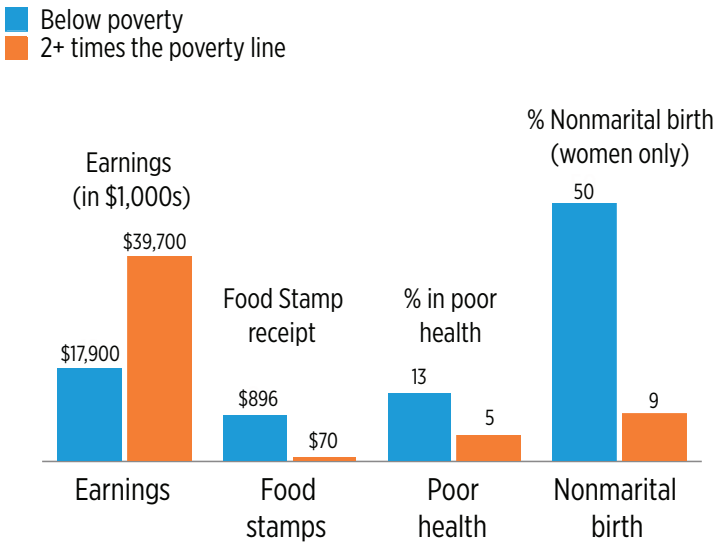 Below poverty
2+ times the poverty line
% Nonmarital birth
(women only)
Earnings
(in $1,000s)
50
$39,700
Food Stamp
receipt
% in poor
health
$17,900
13
$896
9
5
$70
Earnings
Food
stamps
Poor
health
Nonmarital
birth